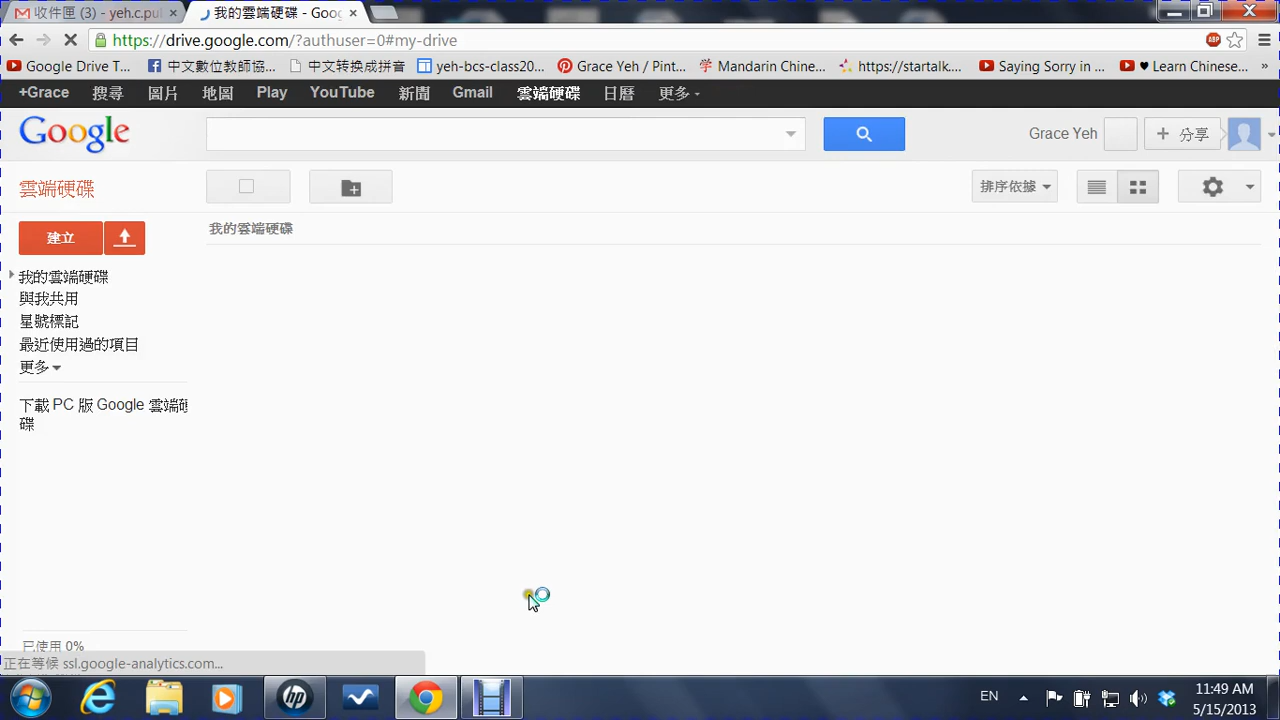 收件匣 (3) - yeh.c.pul
我的雲端硬碟 - Goog
https://drive.google.com/?authuser=0#my-drive
ABP
Google Drive T...
中文數位教師協...
中文转换成拼音
yeh-bcs-class20...
Grace Yeh / Pint...
Mandarin Chine...
https://startalk....
Saying Sorry in ...
♥ Learn Chinese...
»
+Grace 搜尋 圖片 地圖 Play YouTube 新聞 Gmail 雲端硬碟 日曆 更多
Google
Grace Yeh
+ 分享
雲端硬碟
排序依據
建立
我的雲端硬碟
我的雲端硬碟
與我共用
星號標記
最近使用過的項目
更多
下載 PC 版 Google 雲端硬
碟
已使用 0%
正在等候 ssl.google-analytics.com...
hp
EN
11:49 AM
5/15/2013